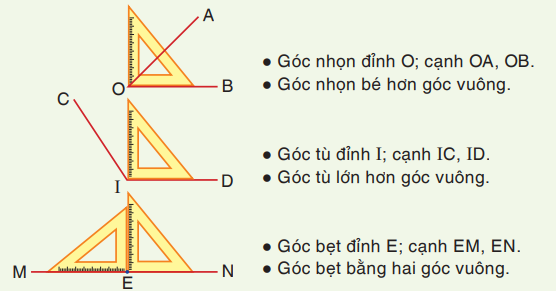 A
O
B
● Góc nhọn đỉnh O; cạnh OA, OB.
● Góc nhọn bé hơn góc vuông.
C
I
D
● Góc tù đỉnh I; cạnh IC, ID.
● Góc tù lớn hơn góc vuông.
M
E
N
● Góc bẹt đỉnh E; cạnh EM, EN.
● Góc bẹt bằng hai góc vuông.